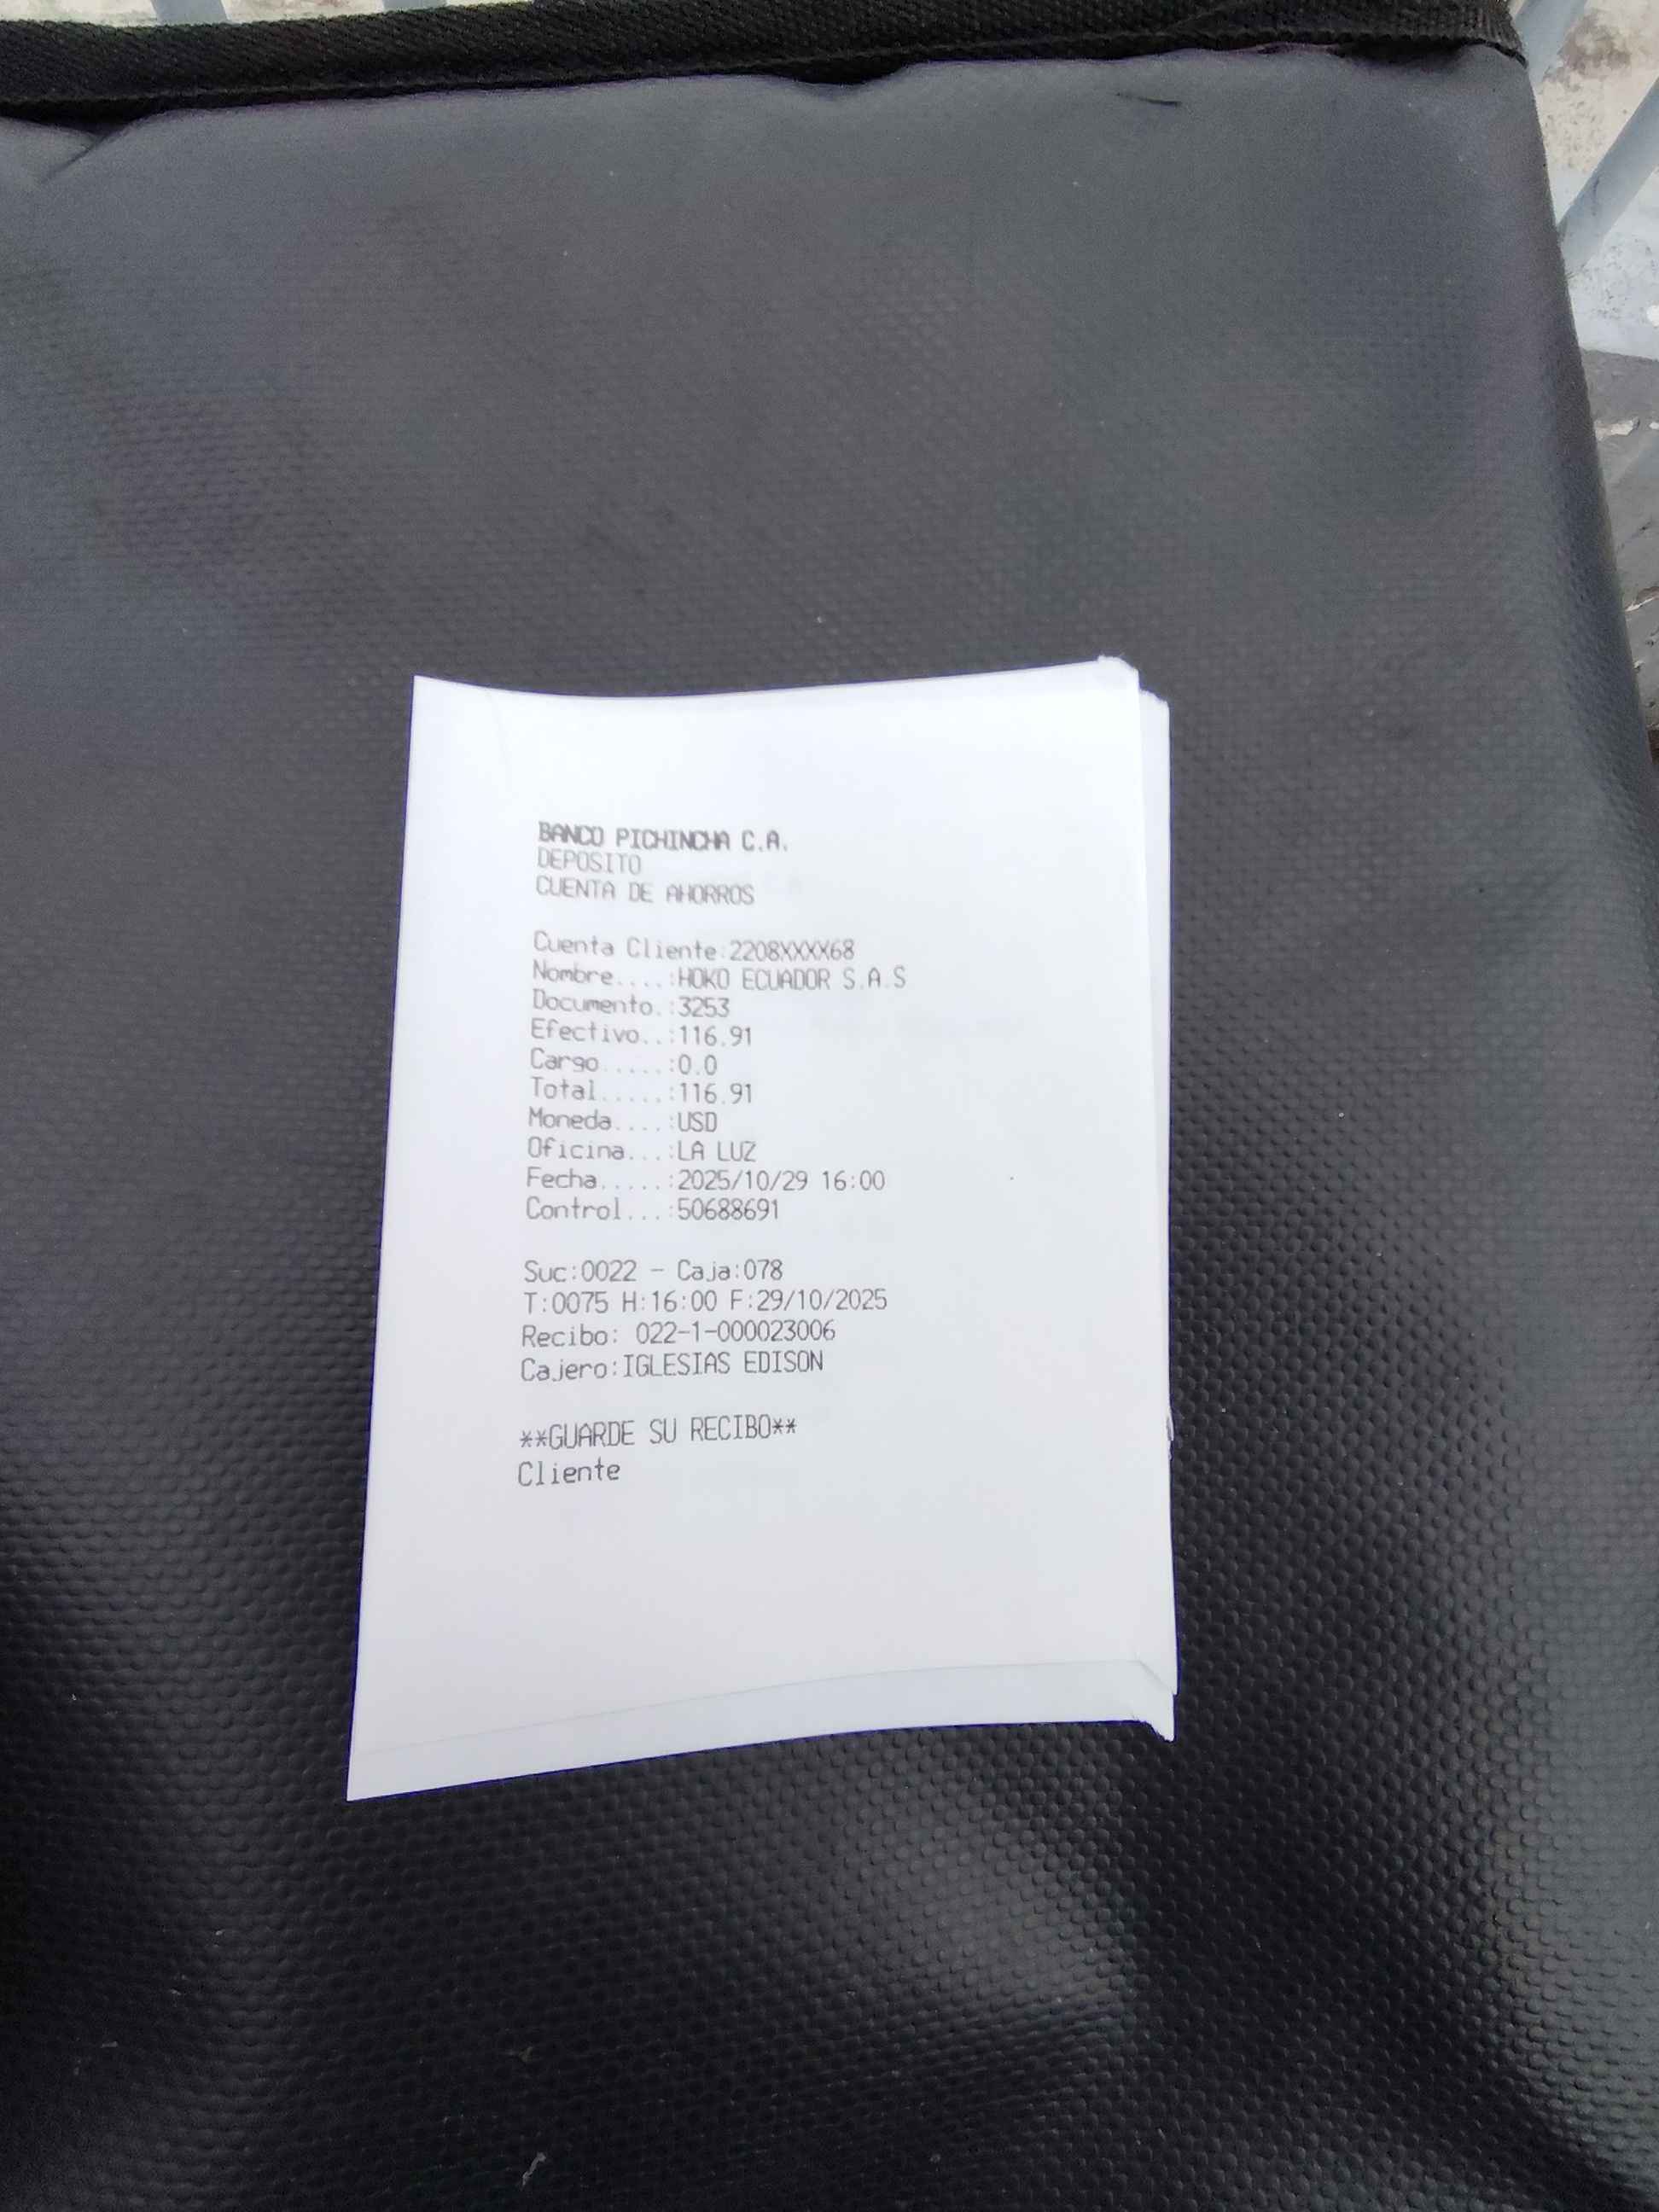 BANCO PICHINCHA C.A.
DEPOSITO
CUENTA DE AHORROS
Cuenta Cliente:2208XXXX68
Nombre....:HOKO ECUADOR S.A.S
Documento.:3253
Efectivo..:116.91
Cargo.....:0.0
Total.....:116.91
Moneda....:USD
Oficina...:LA LUZ
Fecha.....:2025/10/29 16:00
Control...:50688691
Suc:0022 - Caja:078
T:0075 H:16:00 F:29/10/2025
Recibo: 022-1-000023006
Cajero:IGLESIAS EDISON
**GUARDE SU RECIBO**
Cliente